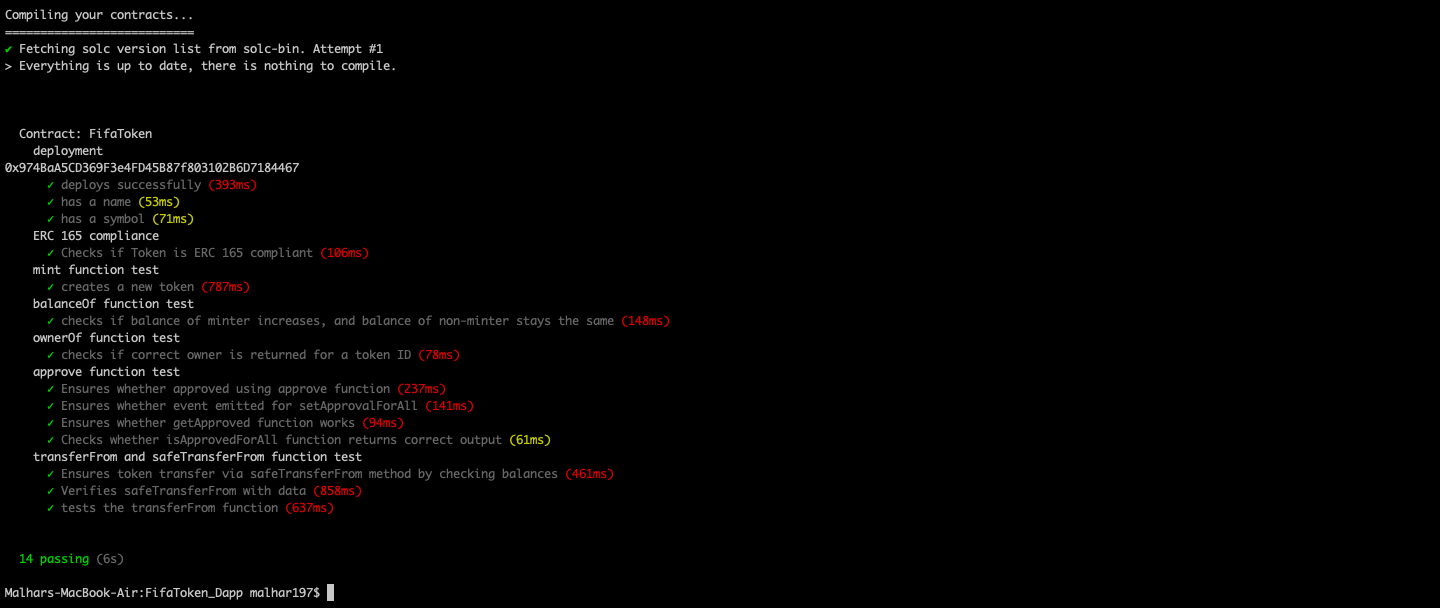 Compiling your contracts...
===========================
✔ Fetching solc version list from solc-bin. Attempt #1
> Everything is up to date, there is nothing to compile.
Contract: FifaToken
deployment
0x974BaA5CD369F3e4FD45B87f803102B6D7184467
✓ deploys successfully (393ms)
✓ has a name (53ms)
✓ has a symbol (71ms)
ERC 165 compliance
✓ Checks if Token is ERC 165 compliant (106ms)
mint function test
✓ creates a new token (787ms)
balanceOf function test
✓ checks if balance of minter increases, and balance of non-minter stays the same (148ms)
ownerOf function test
✓ checks if correct owner is returned for a token ID (78ms)
approve function test
✓ Ensures whether approved using approve function (237ms)
✓ Ensures whether event emitted for setApprovalForAll (141ms)
✓ Ensures whether getApproved function works (94ms)
✓ Checks whether isApprovedForAll function returns correct output (61ms)
transferFrom and safeTransferFrom function test
✓ Ensures token transfer via safeTransferFrom method by checking balances (461ms)
✓ Verifies safeTransferFrom with data (858ms)
✓ tests the transferFrom function (637ms)
14 passing (6s)
Malhars-MacBook-Air:FifaToken_Dapp malhar197$